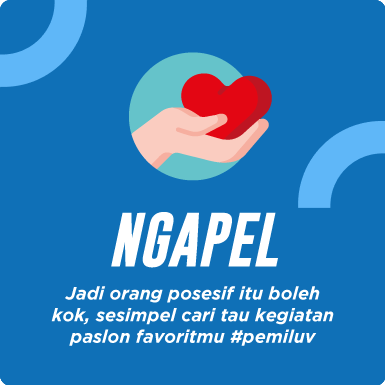 NGAPEL
Jadi orang posesif itu boleh
kok, sesimpel cari tau kegiatan
paslon favoritmu #pemiluv